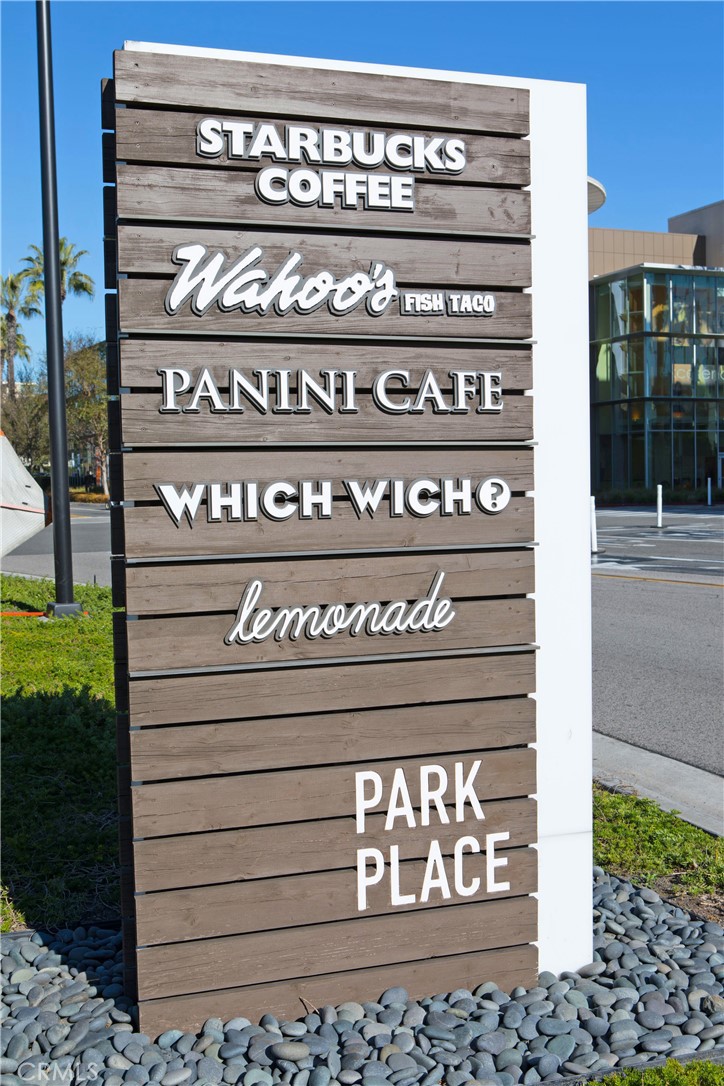 STARBUCKS
COFFEE
Wahoo's FISH TACO
PANINI CAFE
WHICH WICH?
lemonade
PARK
PLACE
CRMLS